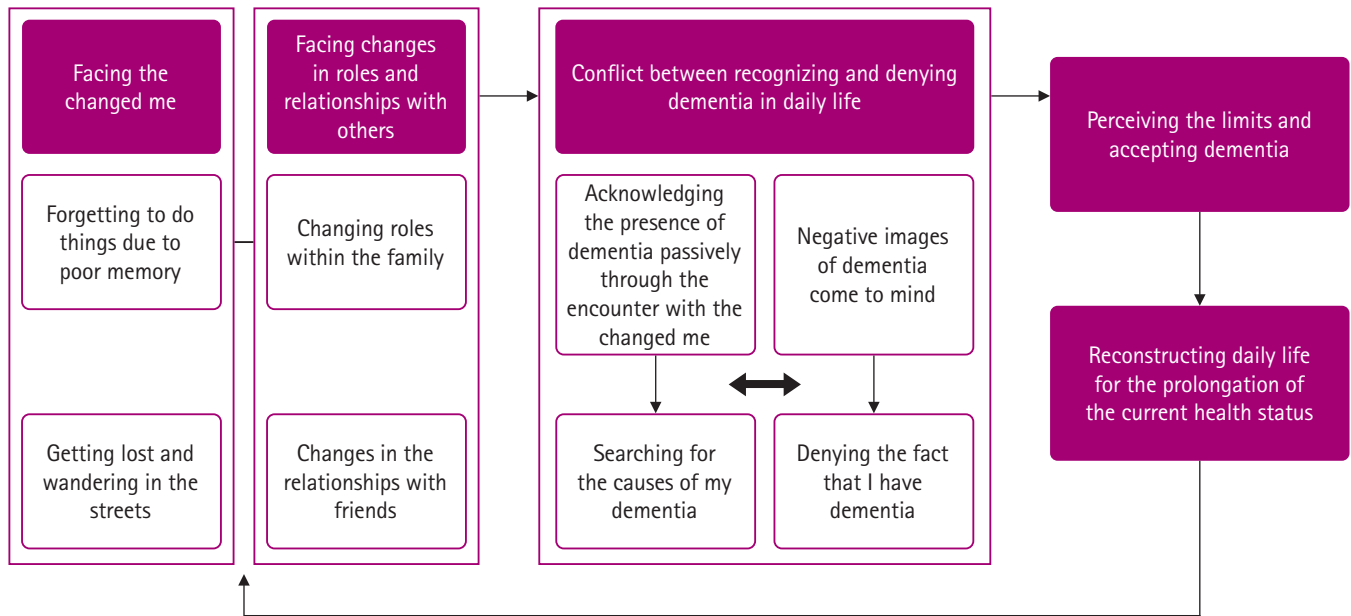 Facing the
changed me
Forgetting to do
things due to
poor memory
Getting lost and
wandering in the
streets
Facing changes
in roles and
relationships with
others
Changing roles
within the family
Changes in the
relationships with
friends
Conflict between recognizing and denying
dementia in daily life
Acknowledging
the presence of
dementia passively
through the
encounter with the
changed me
Searching for
the causes of my
dementia
Negative images
of dementia
come to mind
Denying the fact
that I have
dementia
Perceiving the limits and
accepting dementia
Reconstructing daily life
for the prolongation of
the current health status